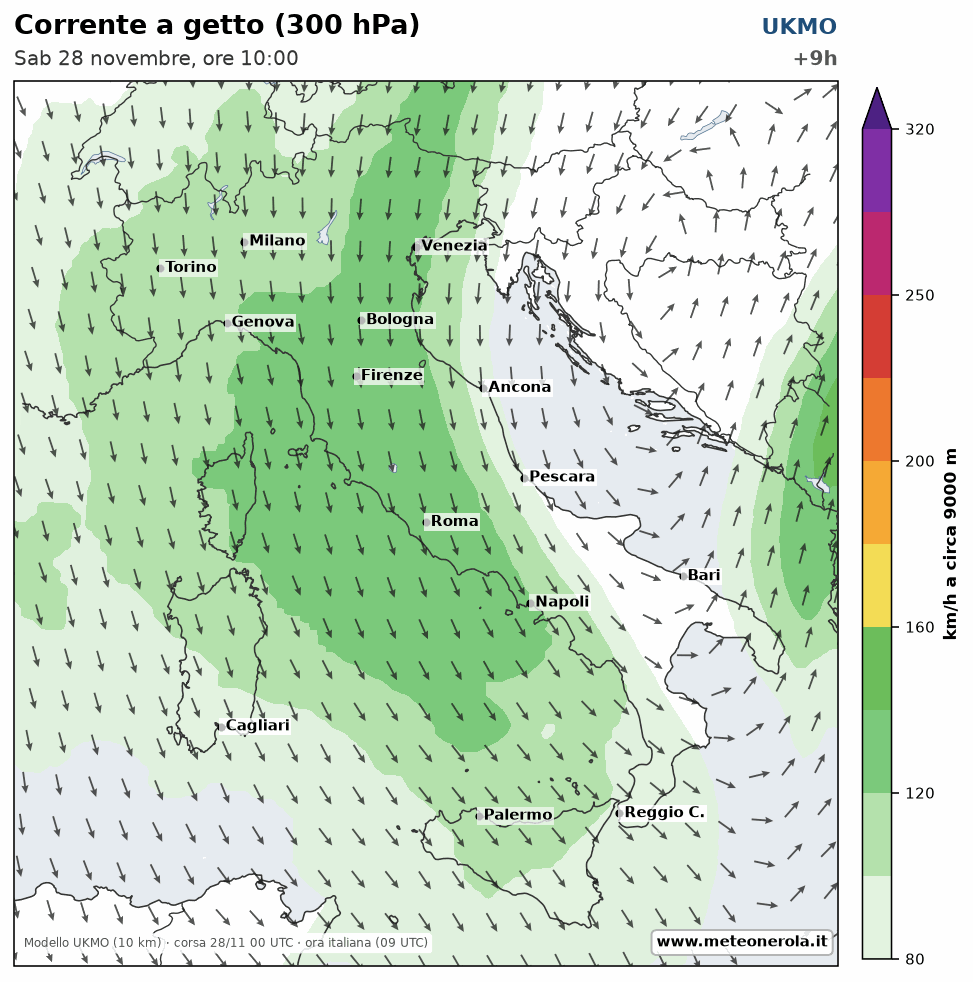 Corrente a getto (300 hPa)
UKMO
Sab 28 novembre, ore 10:00
+9h
320
250
200
160
120
80
km/h a circa 9000 m
Milano
Venezia
Torino
Genova
Bologna
Firenze
Ancona
Pescara
Roma
Bari
Napoli
Cagliari
Palermo
Reggio C.
Modello UKMO (10 km) · corsa 28/11 00 UTC · ora italiana (09 UTC)
www.meteonerola.it